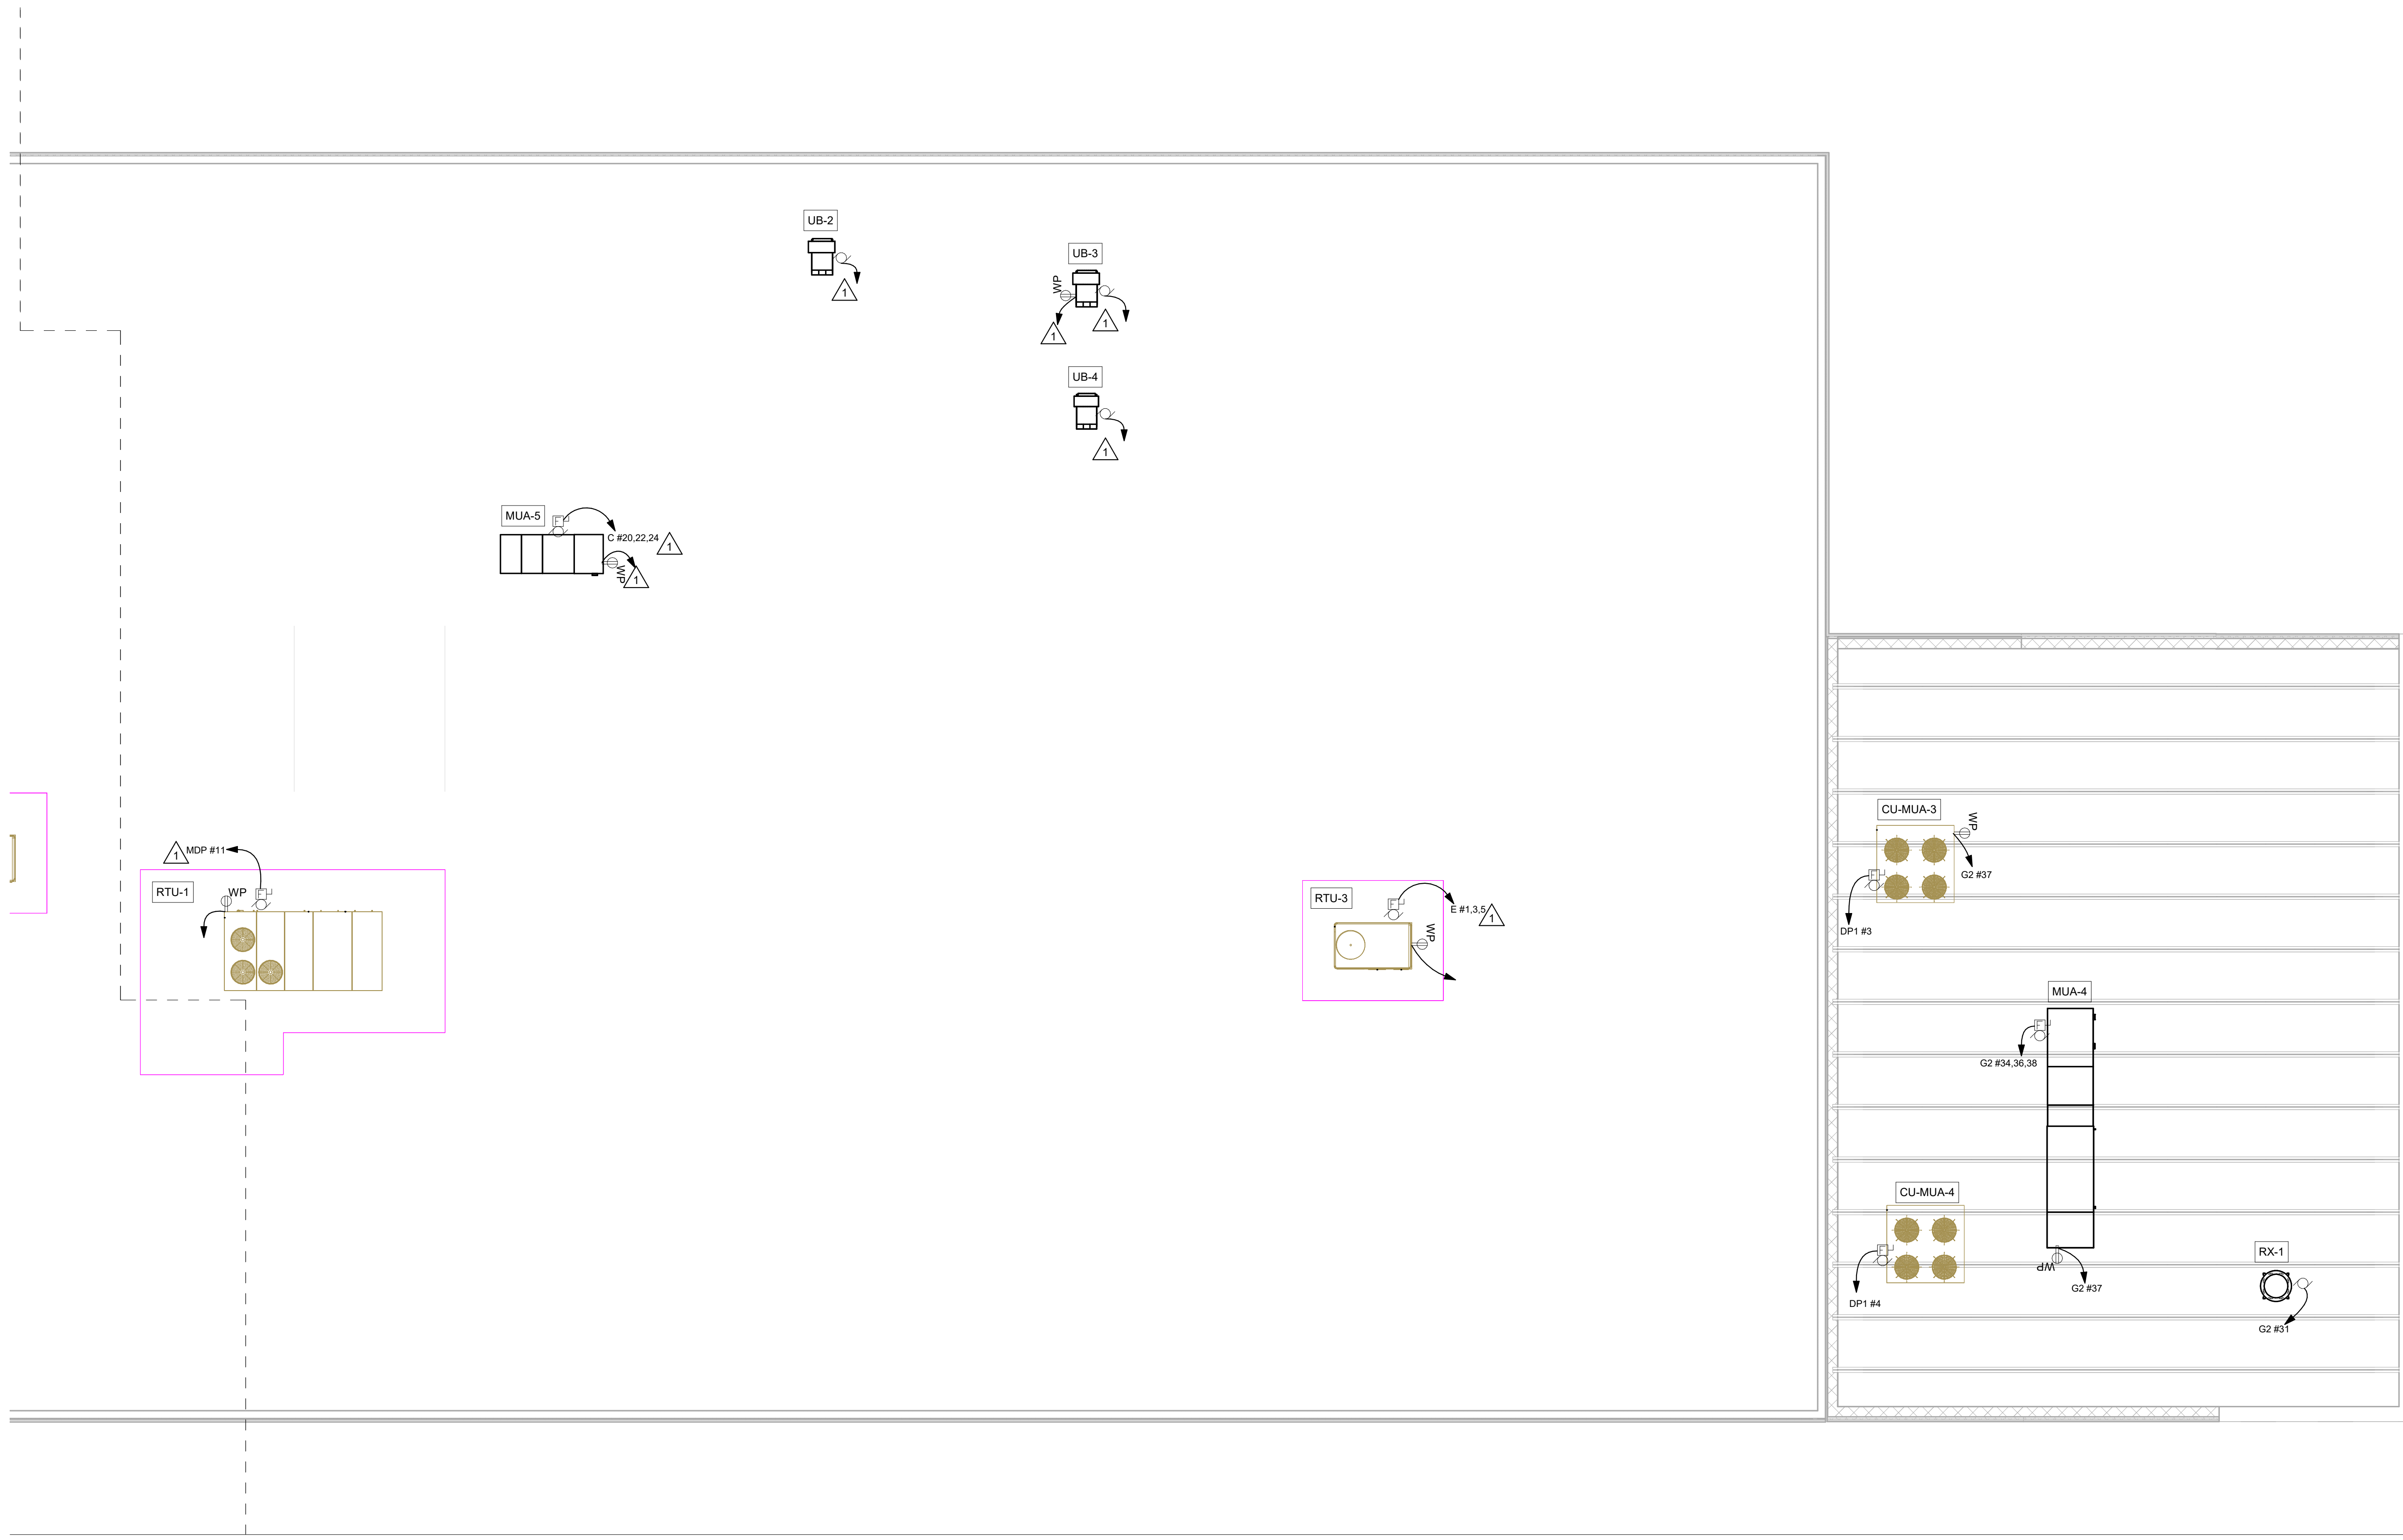 UB-2
1
UB-3
WP
1
1
UB-4
1
MUA-5
C #20,22,24
1
WP
1
CU-MUA-3
WP
G2 #37
DP1 #3
1
MDP #11
RTU-1
WP
RTU-3
E #1,3,5
1
WP
MUA-4
G2 #34,36,38
CU-MUA-4
DP1 #4
WP
G2 #37
RX-1
G2 #31